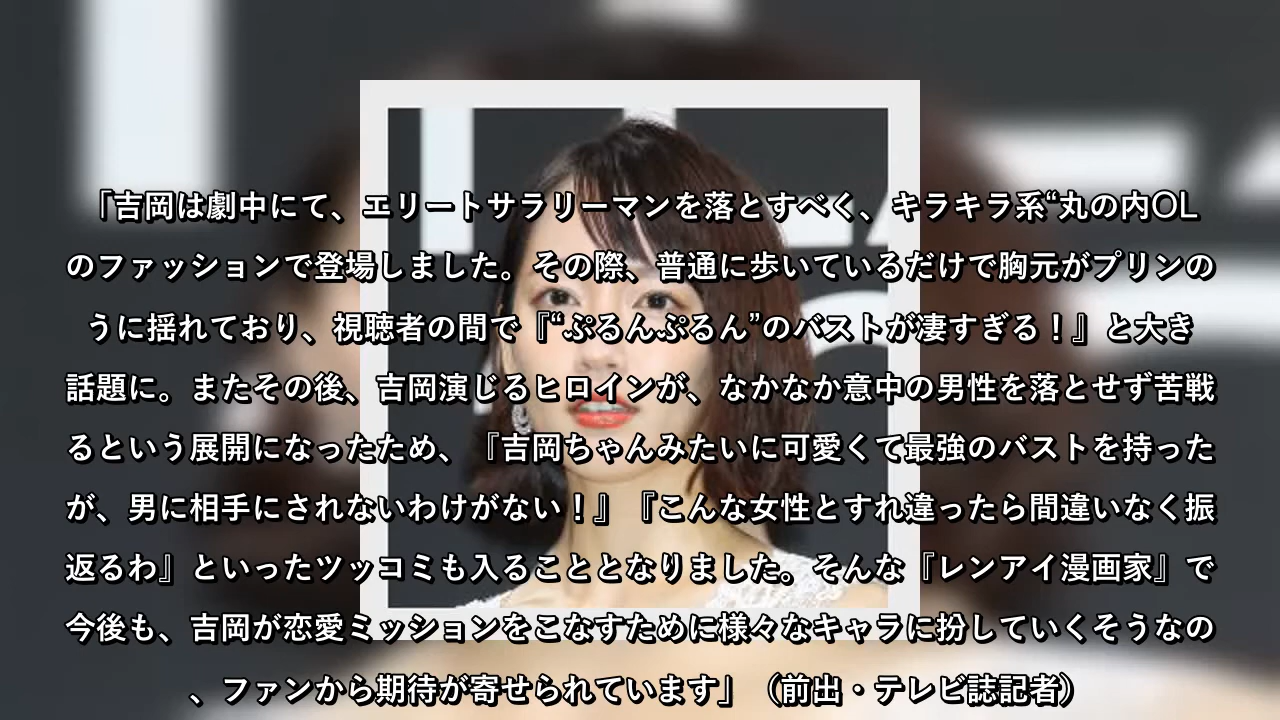 「吉岡は劇中にて、エリートサラリーマンを落とすべく、キラキラ系“丸の内OL
のファッションで登場しました。その際、普通に歩いているだけで胸元がプリンの
うに揺れており、視聴者の間で『“ぷるんぷるん”のバストが凄すぎる！』と大き
話題に。またその後、吉岡演じるヒロインが、なかなか意中の男性を落とせず苦戦
るという展開になったため、『吉岡ちゃんみたいに可愛くて最強のバストを持った
が、男に相手にされないわけがない！』『こんな女性とすれ違ったら間違いなく振
返るわ』といったツッコミも入ることとなりました。そんな『レンアイ漫画家』で
今後も、吉岡が恋愛ミッションをこなすために様々なキャラに扮していくそうなの
、ファンから期待が寄せられています」（前出・テレビ誌記者）